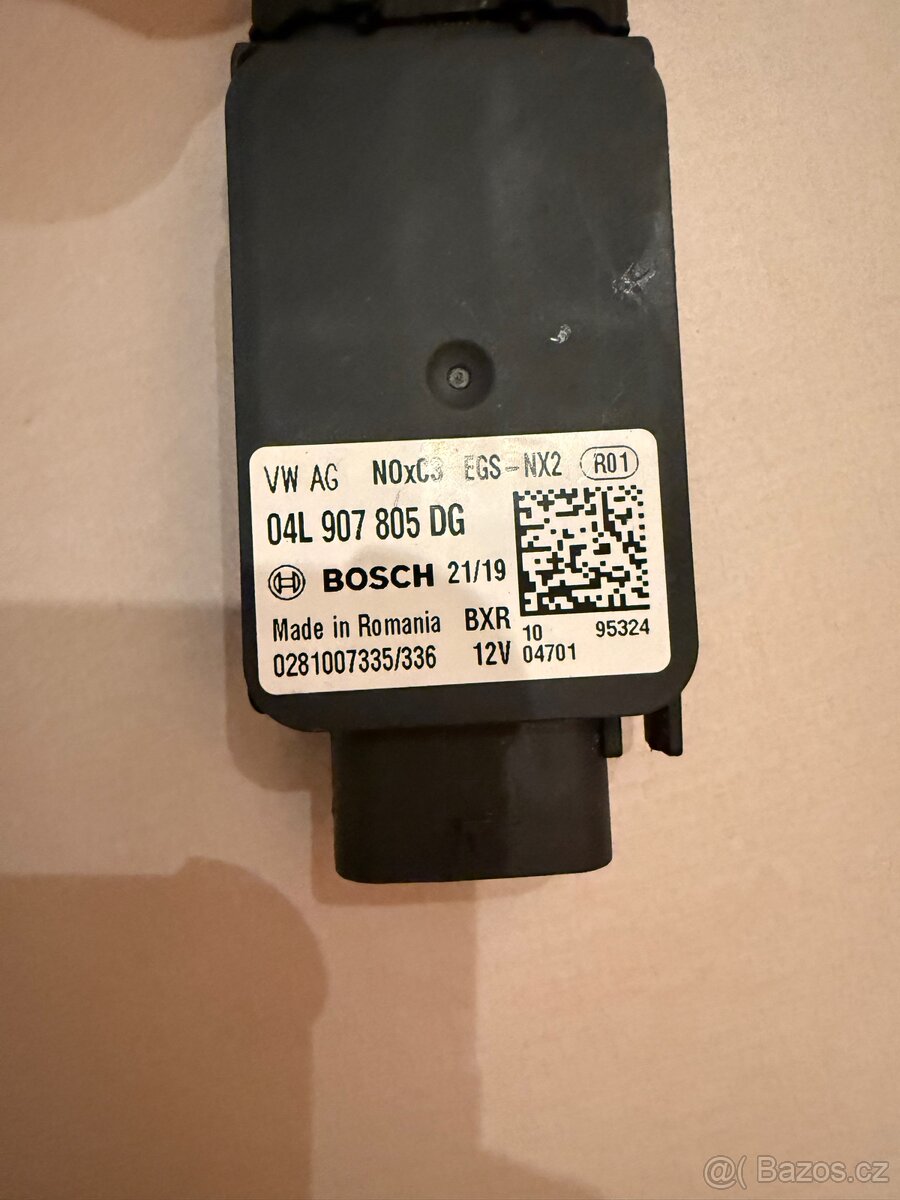 VW AG NOxC3 EGS-NX2 R01
04L 907 805 DG
BOSCH 21/19
Made in Romania BXR 10 95324
0281007335/336 12V 04701
@( Bazos.cz